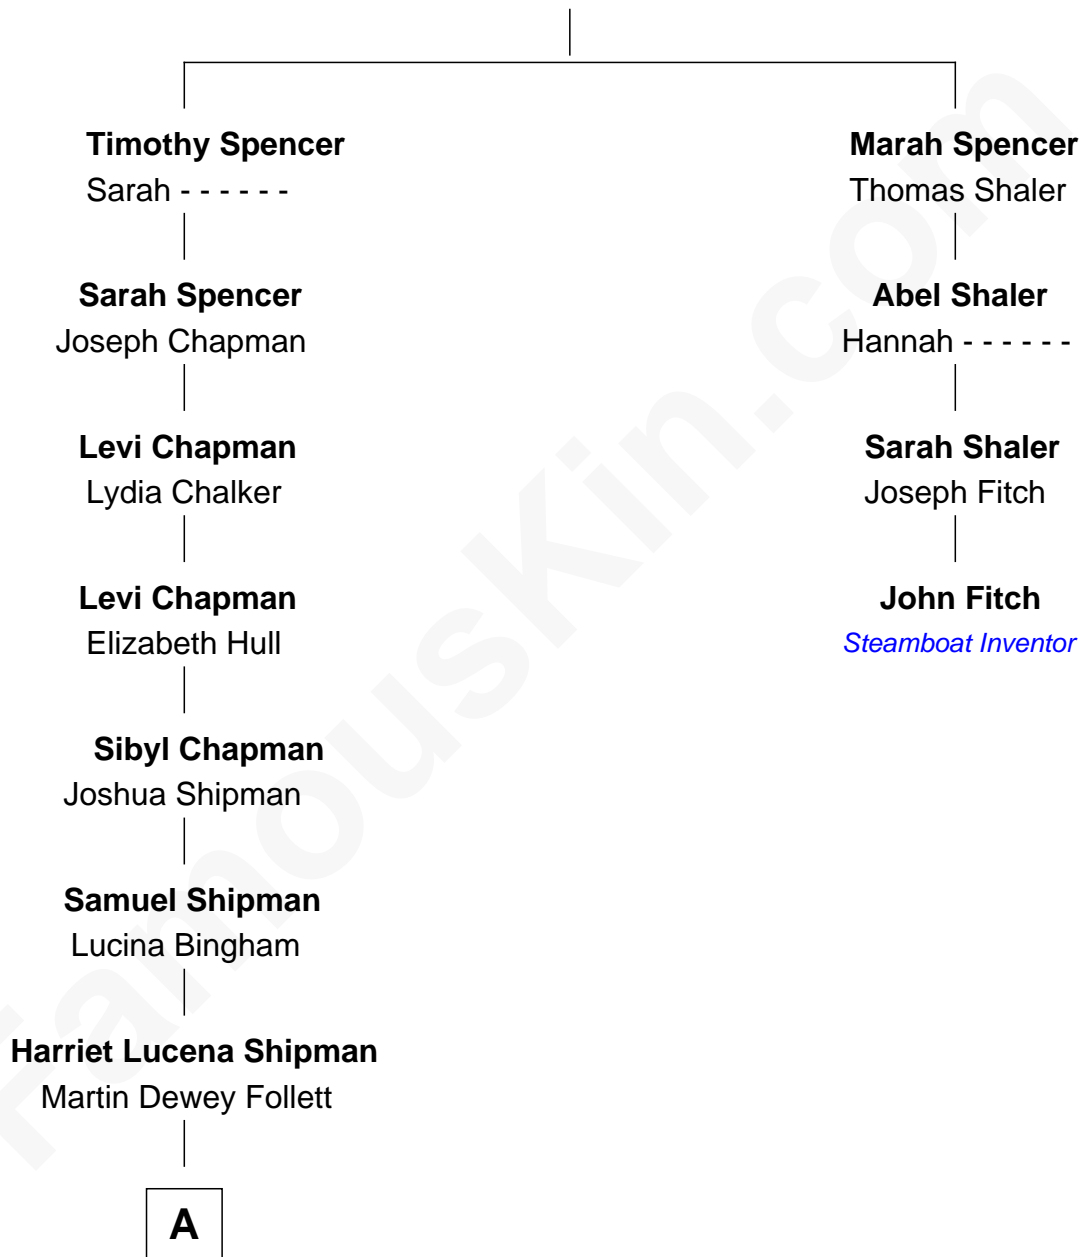 Timothy Spencer
Sarah - - - - - -
Sarah Spencer
Joseph Chapman
Levi Chapman
Lydia Chalker
Levi Chapman
Elizabeth Hull
Sibyl Chapman
Joshua Shipman
Samuel Shipman
Lucina Bingham
Harriet Lucena Shipman
Martin Dewey Follett
A
Marah Spencer
Thomas Shaler
Abel Shaler
Hannah - - - - - -
Sarah Shaler
Joseph Fitch
John Fitch
Steamboat Inventor
FamousKin.com